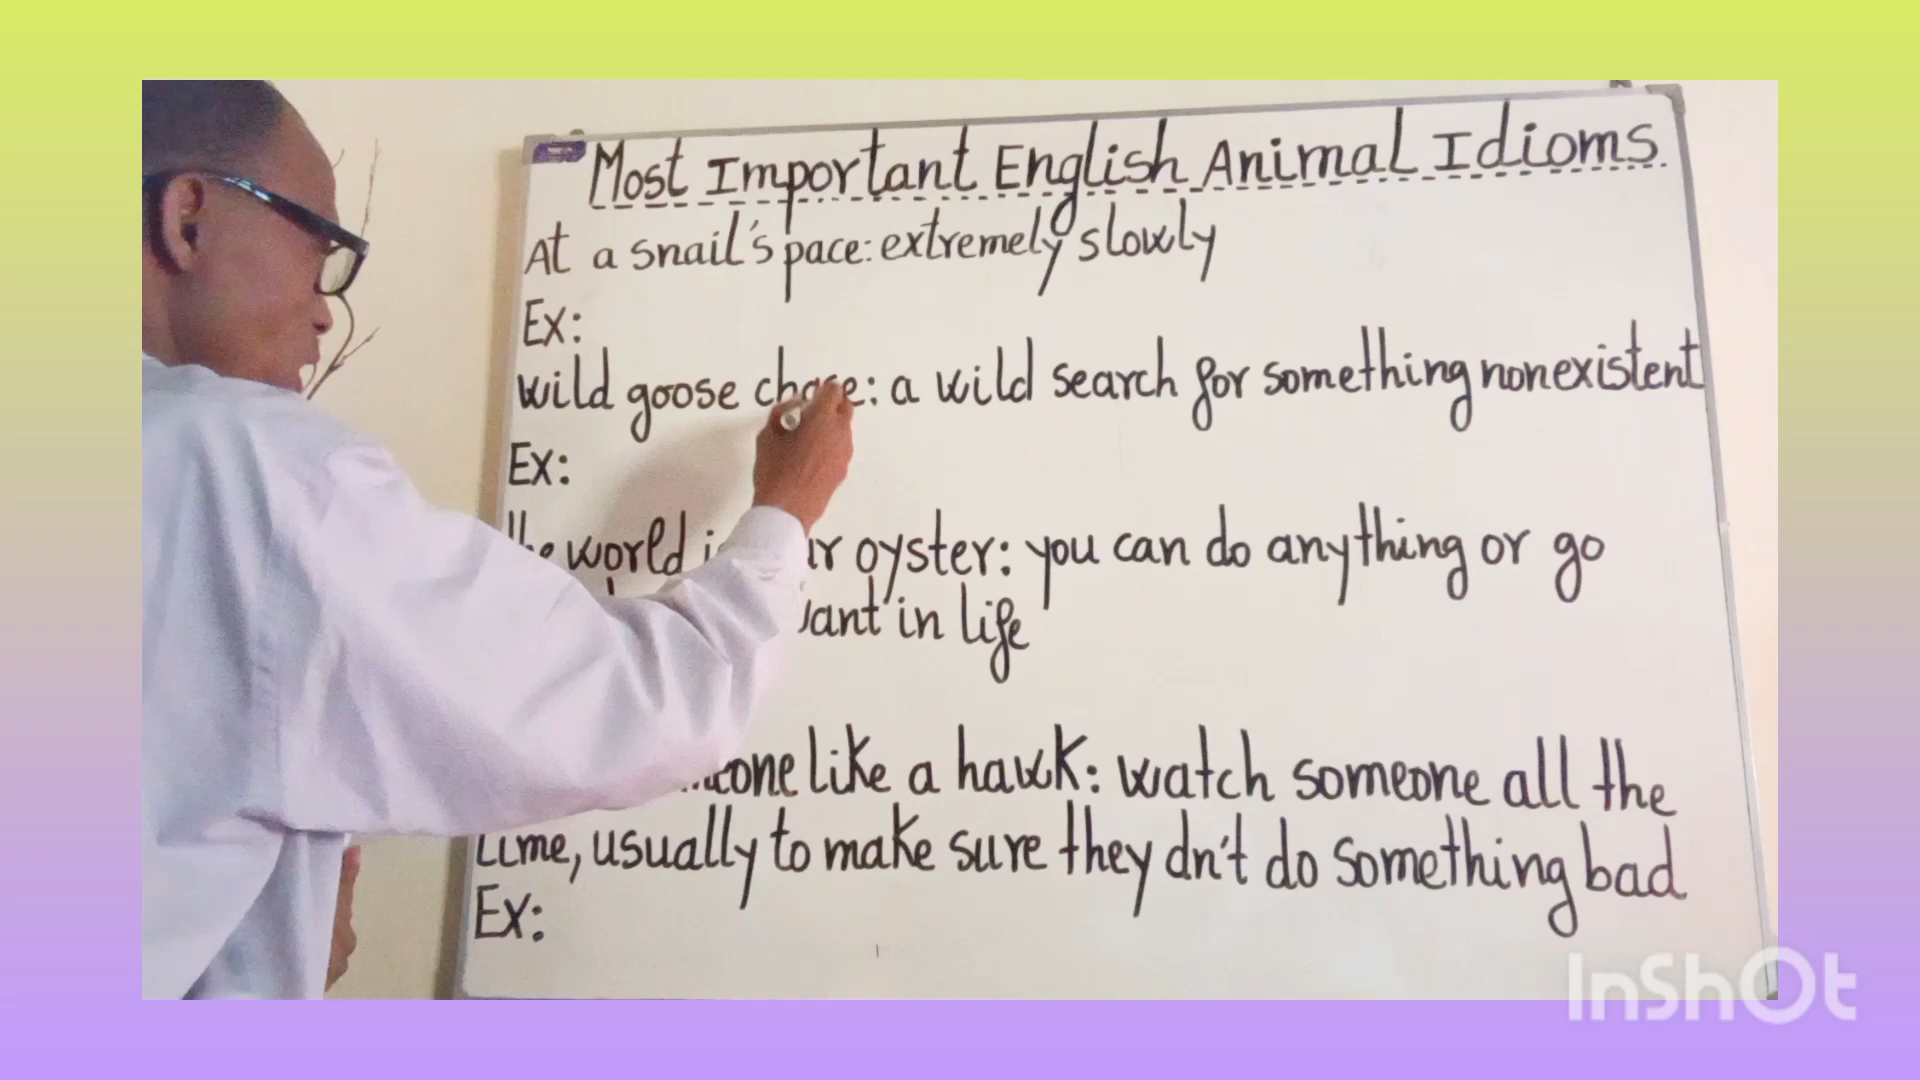 Most Important English Animal Idioms.
At a snail's pace: extremely slowly
Ex:
wild goose chase: a wild search for something nonexistent
Ex:
the world oyster: you can do anything or go
in life
like a hawk: watch someone all the
time, usually to make sure they dn't do something bad
Ex:
InShOt